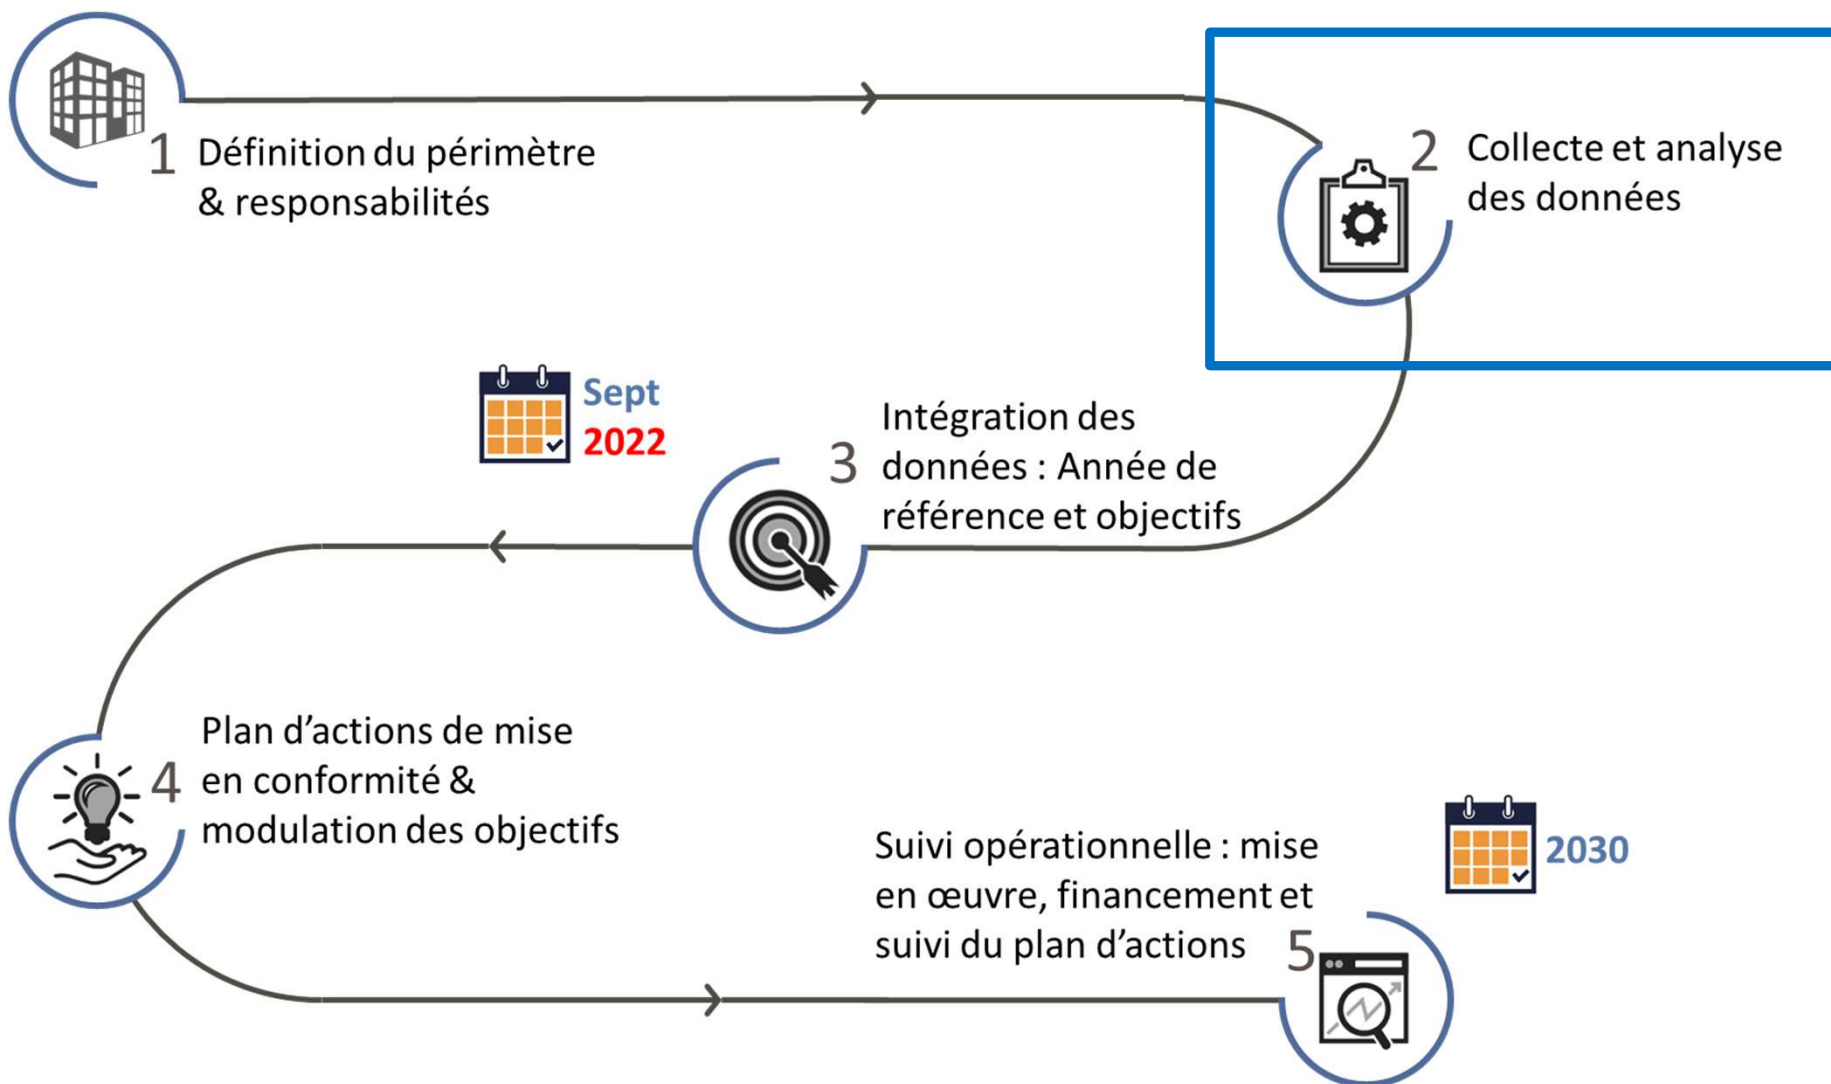 1
Définition du périmètre
& responsabilités
2
Collecte et analyse
des données
Sept
2022
3
Intégration des
données : Année de
référence et objectifs
4
Plan d’actions de mise
en conformité &
modulation des objectifs
Suivi opérationnelle : mise
en œuvre, financement et
suivi du plan d’actions
5
2030